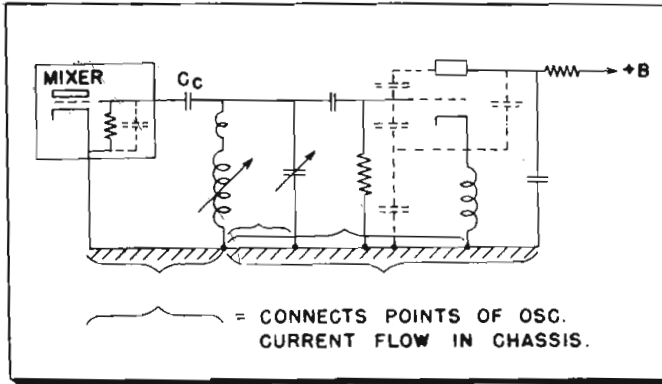 MIXER
Cc
+B
= CONNECTS POINTS OF OSC.
CURRENT FLOW IN CHASSIS.